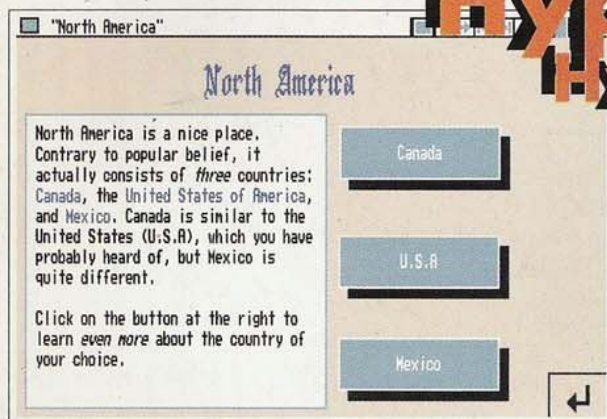 "North America"
North America
North America is a nice place.
Contrary to popular belief, it
actually consists of three countries:
Canada, the United States of America,
and Mexico. Canada is similar to the
United States (U.S.A), which you have
probably heard of, but Mexico is
quite different.
Click on the button at the right to
learn even more about the country of
your choice.
Canada
U.S.A
Mexico